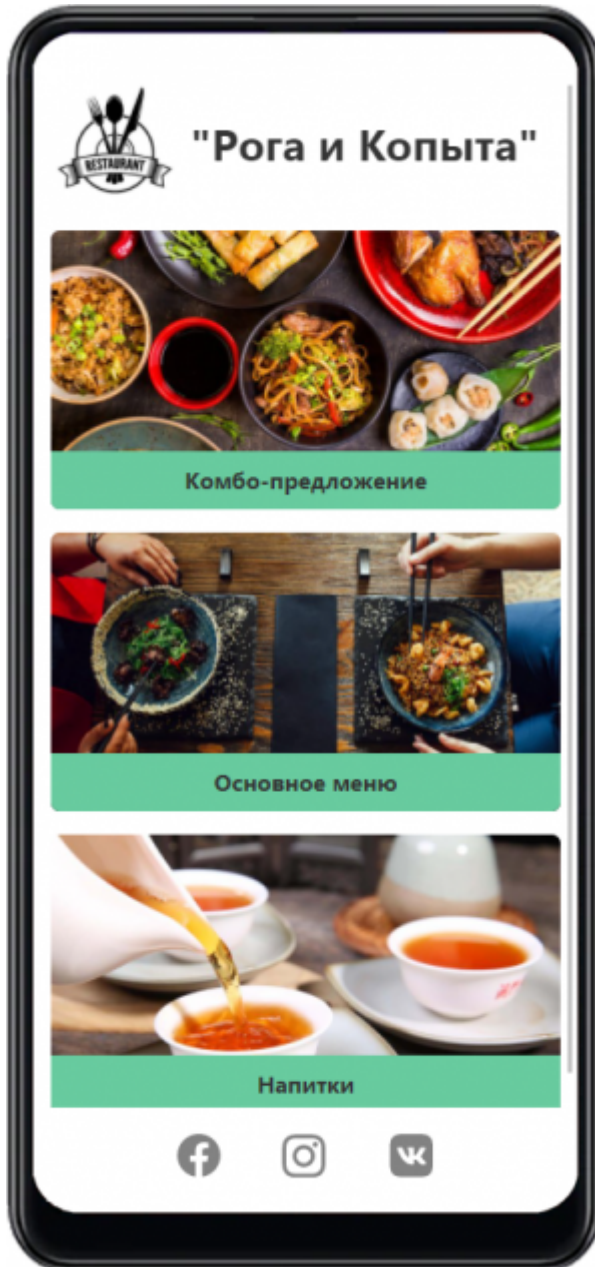 RESTAURANT
"Рога и Копыта"
Комбо-предложение
Основное меню
Напитки